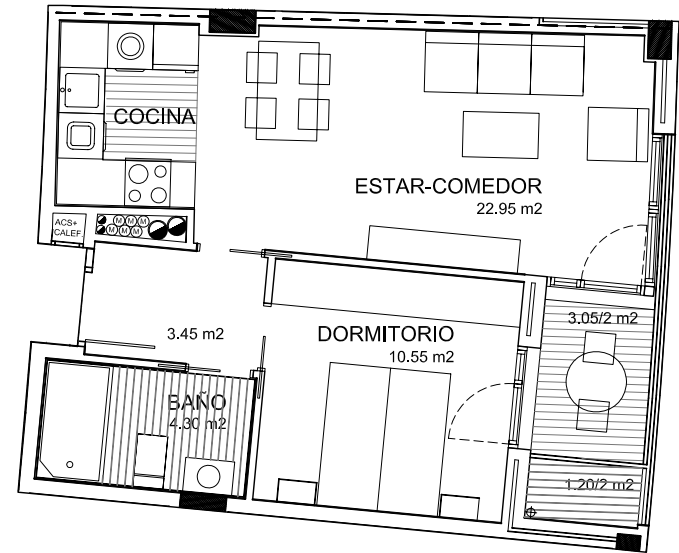 COCINA
ESTAR-COMEDOR
22.95 m2
ACS+
CALEF.
M M M
M M M
3.45 m2
DORMITORIO
10.55 m2
3.05/2 m2
BAÑO
4.30 m2
1.20/2 m2